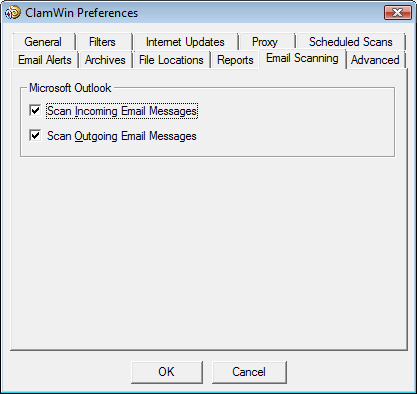 ClamWin Preferences
General Filters Internet Updates Proxy Scheduled Scans
Email Alerts Archives File Locations Reports Email Scanning Advanced
Microsoft Outlook
Scan Incoming Email Messages
Scan Outgoing Email Messages
OK Cancel